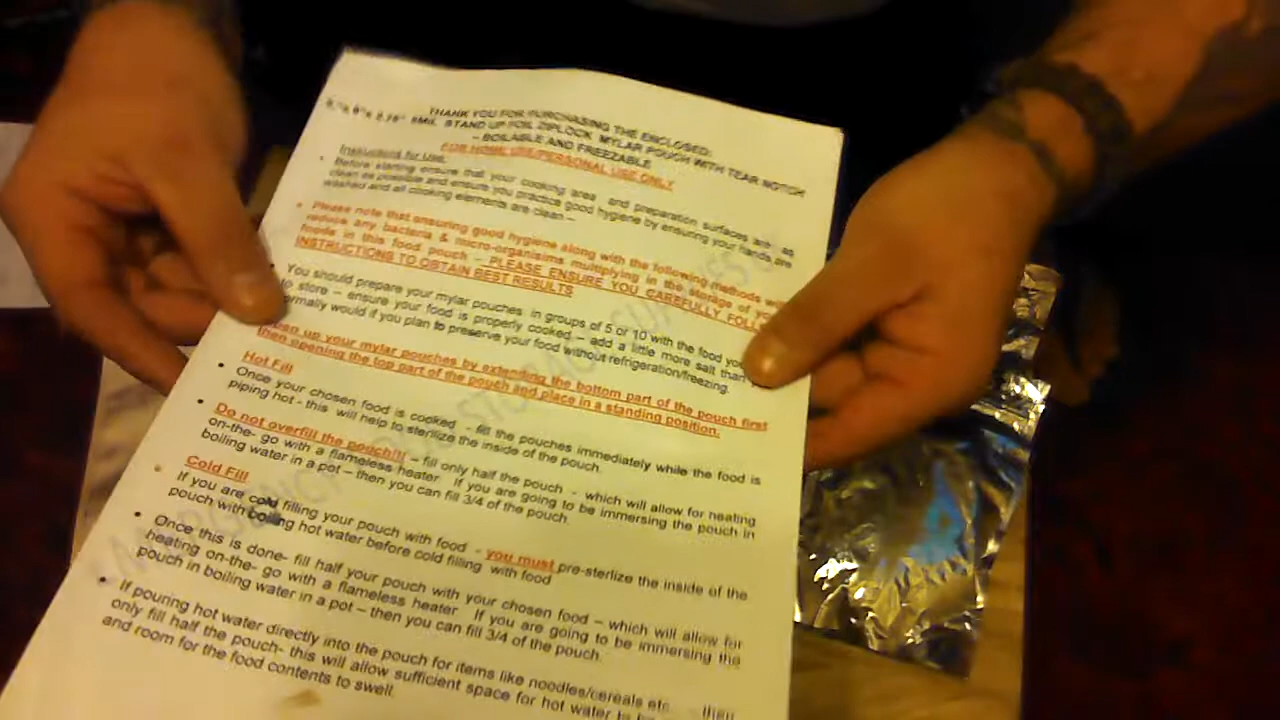 THANK YOU FOR PURCHASING THE ENCLOSED:
STAND UP FOIL ZIPLOCK MYLAR POUCH WITH TEAR NOTCH
– BOILABLE AND FREEZABLE
FOR HOME USE/PERSONAL USE ONLY
Instructions for Use.
• Before starting ensure that your cooking area and preparation surfaces are as
clean as possible and ensure you practice good hygiene by ensuring your hands are
washed and all cooking elements are clean –
• Please note that ensuring good hygiene along with the following methods
reduce any bacteria & micro-organisims multiplying in the storage of
foods in this food pouch – PLEASE ENSURE YOU CAREFULLY
INSTRUCTIONS TO OBTAIN BEST RESULTS
• You should prepare your mylar pouches in groups of 5 or 10 with the food
to store – ensure your food is properly cooked – add a little more salt than
would if you plan to preserve your food without refrigeration/freezing.
up your mylar pouches by extending the bottom part of the pouch first
then opening the top part of the pouch and place in a standing position.
Hot Fill
• Once your chosen food is cooked - fill the pouches immediately while the food is
piping hot - this will help to sterilize the inside of the pouch.
• Do not overfill the pouch!!! – fill only half the pouch - which will allow for heating
on-the- go with a flameless heater If you are going to be immersing the pouch in
boiling water in a pot – then you can fill 3/4 of the pouch.
Cold Fill
• If you are cold filling your pouch with food - you must pre-sterlize the inside of the
pouch with boiling hot water before cold filling with food
• Once this is done- fill half your pouch with your chosen food – which will allow for
heating on-the- go with a flameless heater If you are going to be immersing the
pouch in boiling water in a pot – then you can fill 3/4 of the pouch.
• If pouring hot water directly into the pouch for items like noodles/cereals etc then
only fill half the pouch- this will allow sufficient space for hot water to
and room for the food contents to swell.